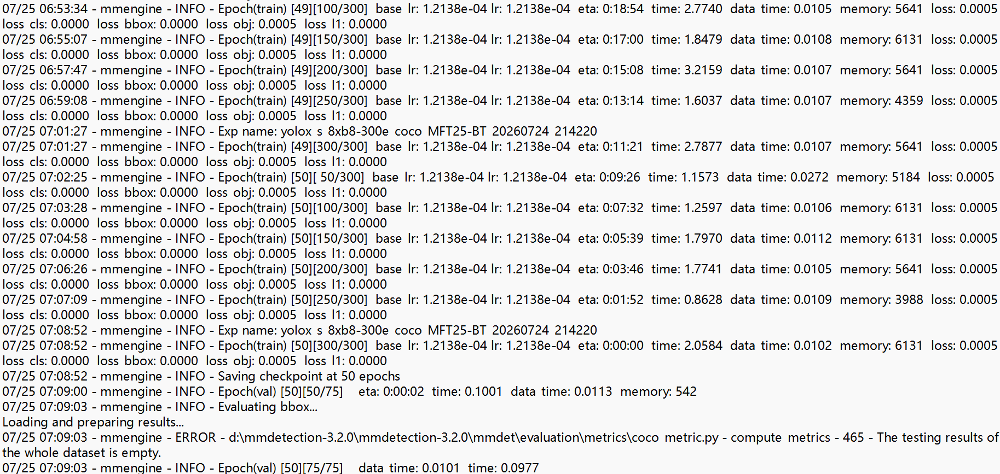 07/25 06:53:34 - mmengine - INFO - Epoch(train) [49][100/300] base lr: 1.2138e-04 lr: 1.2138e-04 eta: 0:18:54 time: 2.7740 data time: 0.0105 memory: 5641 loss: 0.0005
loss cls: 0.0000 loss bbox: 0.0000 loss obj: 0.0005 loss l1: 0.0000
07/25 06:55:07 - mmengine - INFO - Epoch(train) [49][150/300] base lr: 1.2138e-04 lr: 1.2138e-04 eta: 0:17:00 time: 1.8479 data time: 0.0108 memory: 6131 loss: 0.0005
loss cls: 0.0000 loss bbox: 0.0000 loss obj: 0.0005 loss l1: 0.0000
07/25 06:57:47 - mmengine - INFO - Epoch(train) [49][200/300] base lr: 1.2138e-04 lr: 1.2138e-04 eta: 0:15:08 time: 3.2159 data time: 0.0107 memory: 5641 loss: 0.0005
loss cls: 0.0000 loss bbox: 0.0000 loss obj: 0.0005 loss l1: 0.0000
07/25 06:59:08 - mmengine - INFO - Epoch(train) [49][250/300] base lr: 1.2138e-04 lr: 1.2138e-04 eta: 0:13:14 time: 1.6037 data time: 0.0107 memory: 4359 loss: 0.0005
loss cls: 0.0000 loss bbox: 0.0000 loss obj: 0.0005 loss l1: 0.0000
07/25 07:01:27 - mmengine - INFO - Exp name: yolox s 8xb8-300e coco MFT25-BT 20260724 214220
07/25 07:01:27 - mmengine - INFO - Epoch(train) [49][300/300] base lr: 1.2138e-04 lr: 1.2138e-04 eta: 0:11:21 time: 2.7877 data time: 0.0107 memory: 5641 loss: 0.0005
loss cls: 0.0000 loss bbox: 0.0000 loss obj: 0.0005 loss l1: 0.0000
07/25 07:02:25 - mmengine - INFO - Epoch(train) [50][ 50/300] base lr: 1.2138e-04 lr: 1.2138e-04 eta: 0:09:26 time: 1.1573 data time: 0.0272 memory: 5184 loss: 0.0005
loss cls: 0.0000 loss bbox: 0.0000 loss obj: 0.0005 loss l1: 0.0000
07/25 07:03:28 - mmengine - INFO - Epoch(train) [50][100/300] base lr: 1.2138e-04 lr: 1.2138e-04 eta: 0:07:32 time: 1.2597 data time: 0.0106 memory: 6131 loss: 0.0005
loss cls: 0.0000 loss bbox: 0.0000 loss obj: 0.0005 loss l1: 0.0000
07/25 07:04:58 - mmengine - INFO - Epoch(train) [50][150/300] base lr: 1.2138e-04 lr: 1.2138e-04 eta: 0:05:39 time: 1.7970 data time: 0.0112 memory: 6131 loss: 0.0005
loss cls: 0.0000 loss bbox: 0.0000 loss obj: 0.0005 loss l1: 0.0000
07/25 07:06:26 - mmengine - INFO - Epoch(train) [50][200/300] base lr: 1.2138e-04 lr: 1.2138e-04 eta: 0:03:46 time: 1.7741 data time: 0.0105 memory: 5641 loss: 0.0005
loss cls: 0.0000 loss bbox: 0.0000 loss obj: 0.0005 loss l1: 0.0000
07/25 07:07:09 - mmengine - INFO - Epoch(train) [50][250/300] base lr: 1.2138e-04 lr: 1.2138e-04 eta: 0:01:52 time: 0.8628 data time: 0.0109 memory: 3988 loss: 0.0005
loss cls: 0.0000 loss bbox: 0.0000 loss obj: 0.0005 loss l1: 0.0000
07/25 07:08:52 - mmengine - INFO - Exp name: yolox s 8xb8-300e coco MFT25-BT 20260724 214220
07/25 07:08:52 - mmengine - INFO - Epoch(train) [50][300/300] base lr: 1.2138e-04 lr: 1.2138e-04 eta: 0:00:00 time: 2.0584 data time: 0.0102 memory: 6131 loss: 0.0005
loss cls: 0.0000 loss bbox: 0.0000 loss obj: 0.0005 loss l1: 0.0000
07/25 07:08:52 - mmengine - INFO - Saving checkpoint at 50 epochs
07/25 07:09:00 - mmengine - INFO - Epoch(val) [50][50/75] eta: 0:00:02 time: 0.1001 data time: 0.0113 memory: 542
07/25 07:09:03 - mmengine - INFO - Evaluating bbox...
Loading and preparing results...
07/25 07:09:03 - mmengine - ERROR - d:\mmdetection-3.2.0\mmdetection-3.2.0\mmdet\evaluation\metrics\coco metric.py - compute metrics - 465 - The testing results of
the whole dataset is empty.
07/25 07:09:03 - mmengine - INFO - Epoch(val) [50][75/75] data time: 0.0101 time: 0.0977